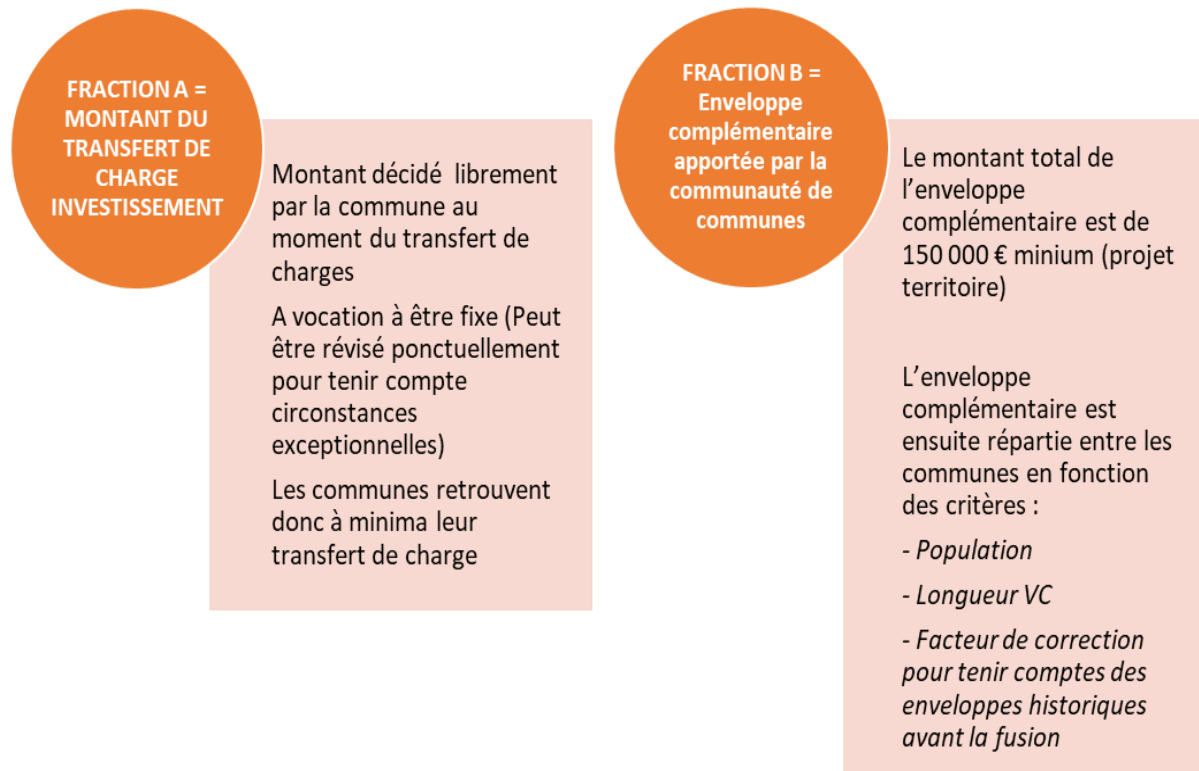 FRACTION A =
MONTANT DU
TRANSFERT DE
CHARGE
INVESTISSEMENT
Montant décidé  librement
par la commune au
moment du transfert de
charges
A vocation à être fixe (Peut
être révisé ponctuellement
pour tenir compte
circonstances
exceptionnelles)
Les communes retrouvent
donc à minima leur
transfert de charge
FRACTION B =
Enveloppe
complémentaire
apportée par la
communauté de
communes
Le montant total de
l’enveloppe
complémentaire est de
150 000 € minium (projet
territoire)
L’enveloppe
complémentaire est
ensuite répartie entre les
communes en fonction
des critères :
- Population
- Longueur VC
- Facteur de correction
pour tenir comptes des
enveloppes historiques
avant la fusion